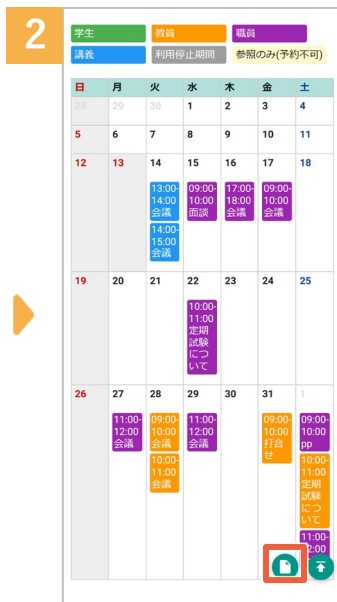 2
学生 教員 職員
講義 利用停止期間 参照のみ(予約不可)
日 月 火 水 木 金 土
28 29 30 1 2 3 4
5 6 7 8 9 10 11
12 13 14 15 16 17 18
13:00-
14:00
会議
14:00-
15:00
会議
09:00-
10:00
面談
17:00-
18:00
会議
09:00-
10:00
会議
19 20 21 22 23 24 25
10:00-
11:00
定期
試験
につ
いて
26 27 28 29 30 31 1
11:00-
12:00
会議
09:00-
10:00
会議
10:00-
11:00
会議
11:00-
12:00
会議
09:00-
10:00
打合
せ
09:00-
10:00
pp
10:00-
11:00
定期
試験
につ
いて
11:00-